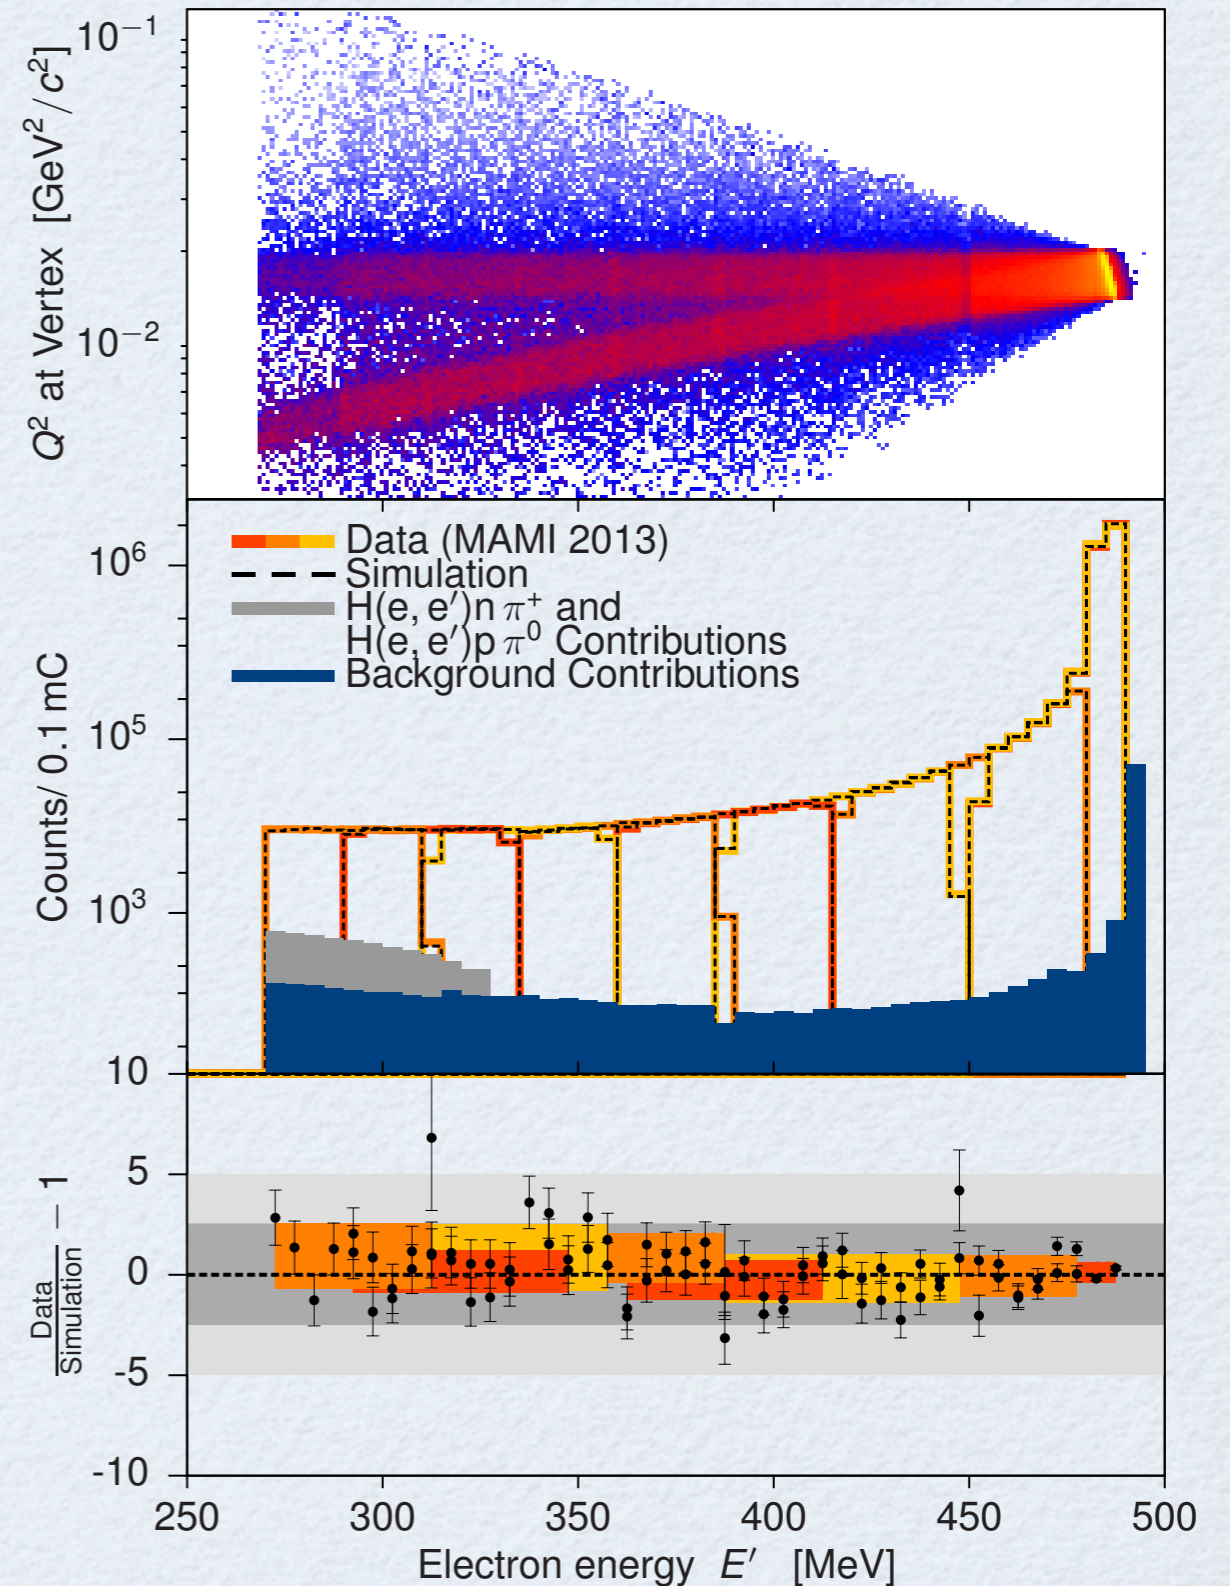 10⁻¹
10⁻²
Q² at Vertex [GeV²/c²]
Data (MAMI 2013)
Simulation
H(e, e′)n π⁺ and
H(e, e′)p π⁰ Contributions
Background Contributions
10⁶
10⁵
10³
10
Counts/ 0.1 mC
5
0
-5
-10
Data
Simulation
− 1
250 300 350 400 450 500
Electron energy E′ [MeV]